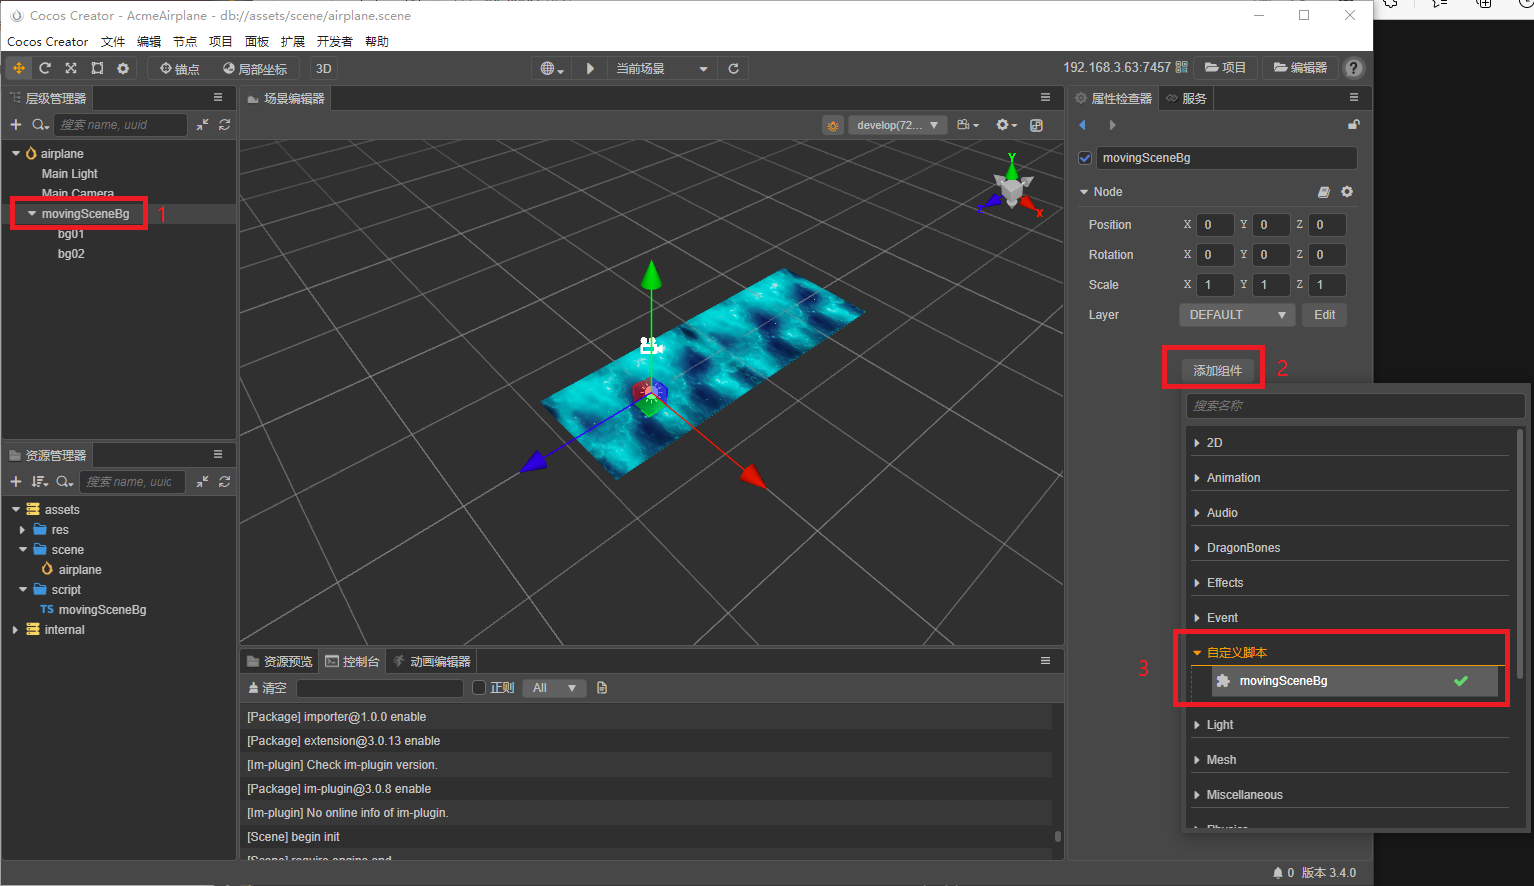 Cocos Creator - AcmeAirplane - db://assets/scene/airplane.scene
Cocos Creator 文件 编辑 节点 项目 面板 扩展 开发者 帮助
锚点 局部坐标 3D 当前场景 192.168.3.63:7457 项目 编辑器 ?
层级管理器
搜索 name, uuid
airplane
Main Light
Main Camera
movingSceneBg 1
bg01
bg02
资源管理器
搜索 name, uuic
assets
res
scene
airplane
script
TS movingSceneBg
internal
场景编辑器
develop(72...
Y
X
资源预览 控制台 动画编辑器
清空 正则 All
[Package] importer@1.0.0 enable
[Package] extension@3.0.13 enable
[Im-plugin] Check im-plugin version.
[Package] im-plugin@3.0.8 enable
[Im-plugin] No online info of im-plugin.
[Scene] begin init
[Scene] require engine end
属性检查器 服务
movingSceneBg
Node
Position X 0 Y 0 Z 0
Rotation X 0 Y 0 Z 0
Scale X 1 Y 1 Z 1
Layer DEFAULT Edit
添加组件 2
搜索名称
2D
Animation
Audio
DragonBones
Effects
Event
3 自定义脚本
movingSceneBg
Light
Mesh
Miscellaneous
Physics
0 版本 3.4.0